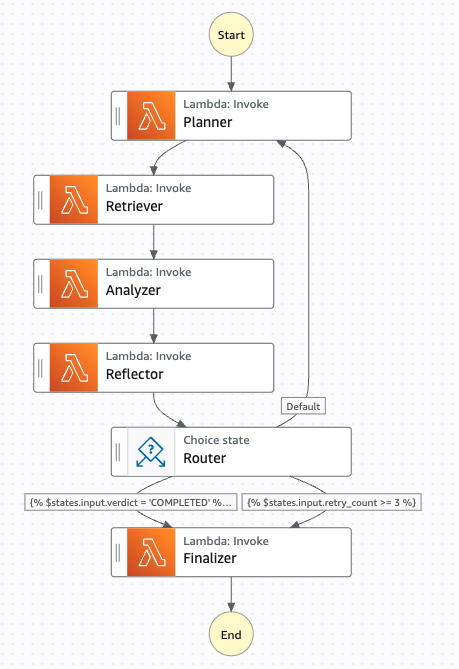 Start
Lambda: Invoke
Planner
Lambda: Invoke
Retriever
Lambda: Invoke
Analyzer
Lambda: Invoke
Reflector
Default
Choice state
Router
{% $states.input.verdict = 'COMPLETED' %...
{% $states.input.retry_count >= 3 %}
Lambda: Invoke
Finalizer
End